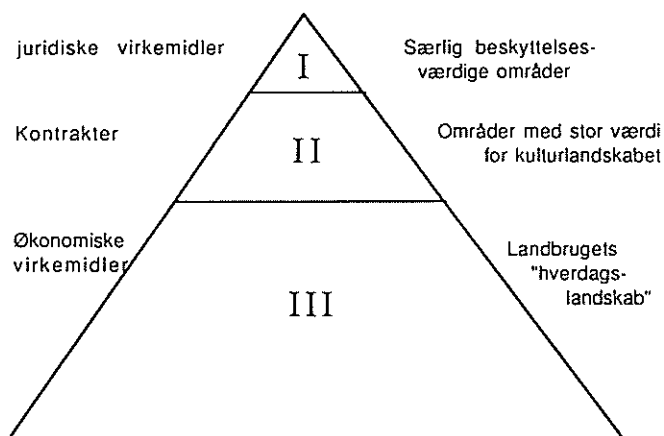 juridiske virkemidler
I
Særlig beskyttelses-
værdige områder
Kontrakter
II
Områder med stor værdi
for kulturlandskabet
Økonomiske
virkemidler
III
Landbrugets
"hverdags-
landskab"